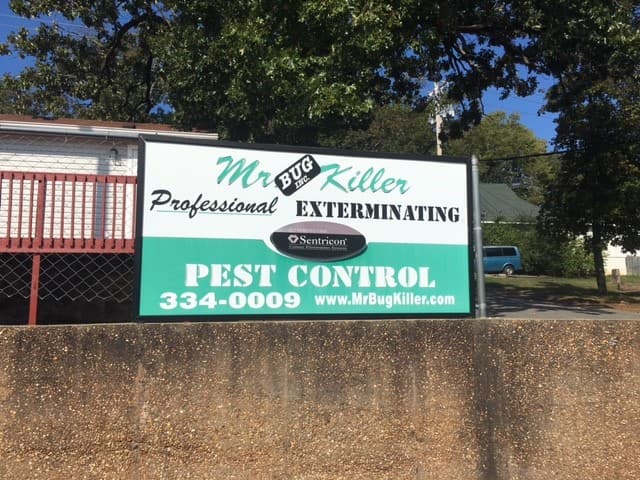 Mr BUG INC. Killer
Professional EXTERMINATING
Sentricon
PEST CONTROL
334-0009 www.MrBugKiller.com